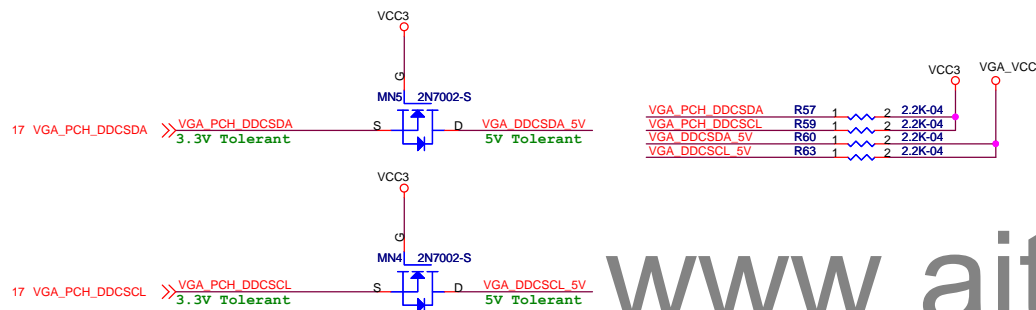 VCC3
G
MN5 2N7002-S
17 VGA_PCH_DDCSDA VGA_PCH_DDCSDA S D VGA_DDCSDA_5V
3.3V Tolerant 5V Tolerant
VCC3
G
MN4 2N7002-S
17 VGA_PCH_DDCSCL VGA_PCH_DDCSCL S D VGA_DDCSCL_5V
3.3V Tolerant 5V Tolerant
VCC3 VGA_VCC
VGA_PCH_DDCSDA R57 1 2 2.2K-04
VGA_PCH_DDCSCL R59 1 2 2.2K-04
VGA_DDCSDA_5V R60 1 2 2.2K-04
VGA_DDCSCL_5V R63 1 2 2.2K-04
www